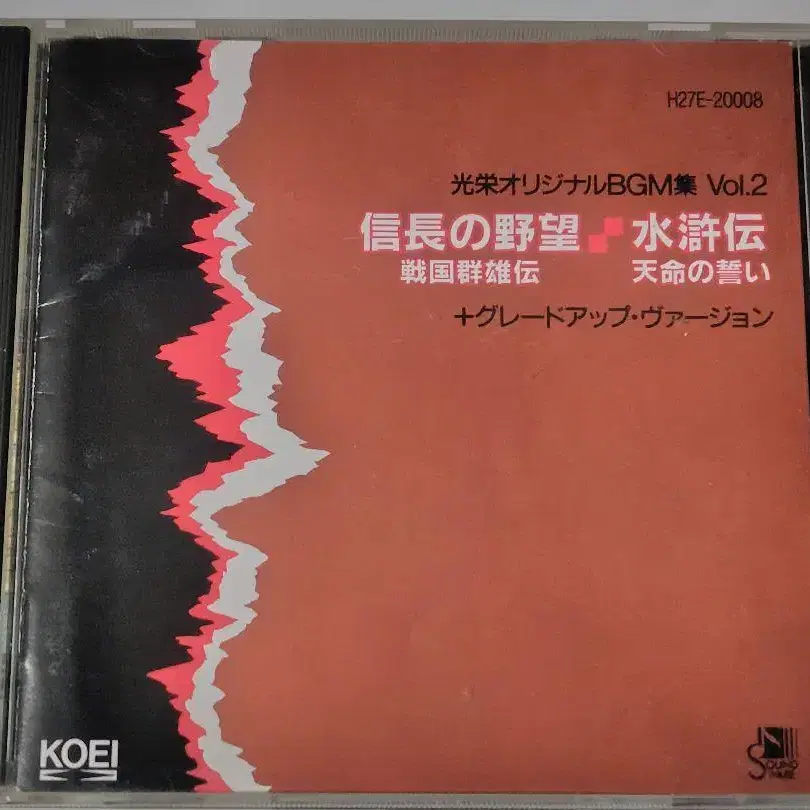 H27E-20008
光栄オリジナルBGM集 Vol.2
信長の野望 水滸伝
戦国群雄伝 天命の誓い
+グレードアップ・ヴァージョン
KOEI
SOUND WARE